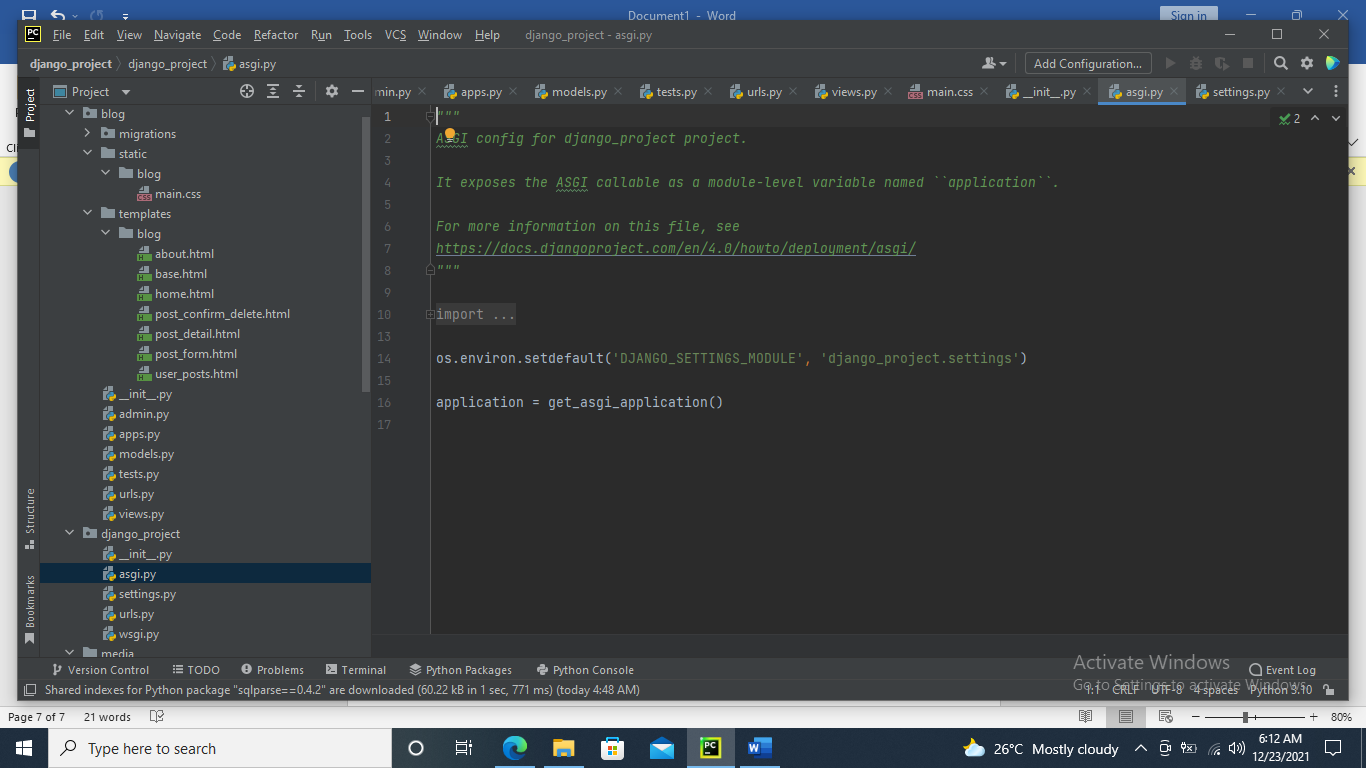 Document1 - Word
Sign in
PC File Edit View Navigate Code Refactor Run Tools VCS Window Help django_project - asgi.py
django_project django_project asgi.py Add Configuration...
Project min.py apps.py models.py tests.py urls.py views.py main.css __init__.py asgi.py settings.py
Project
Structure
Bookmarks
blog
migrations
static
blog
main.css
templates
blog
about.html
base.html
home.html
post_confirm_delete.html
post_detail.html
post_form.html
user_posts.html
__init__.py
admin.py
apps.py
models.py
tests.py
urls.py
views.py
django_project
__init__.py
asgi.py
settings.py
urls.py
wsgi.py
media
1 """
2 ASGI config for django_project project.
3
4 It exposes the ASGI callable as a module-level variable named ``application``.
5
6 For more information on this file, see
7 https://docs.djangoproject.com/en/4.0/howto/deployment/asgi/
8 """
9
10 import ...
13
14 os.environ.setdefault('DJANGO_SETTINGS_MODULE', 'django_project.settings')
15
16 application = get_asgi_application()
17
2
Version Control TODO Problems Terminal Python Packages Python Console Event Log
Activate Windows
Go to Settings to activate Windows.
Shared indexes for Python package "sqlparse==0.4.2" are downloaded (60.22 kB in 1 sec, 771 ms) (today 4:48 AM) 1:1 CRLF UTF-8 4 spaces Python 3.10
Page 7 of 7 21 words 80%
Type here to search 26°C Mostly cloudy 6:12 AM
12/23/2021